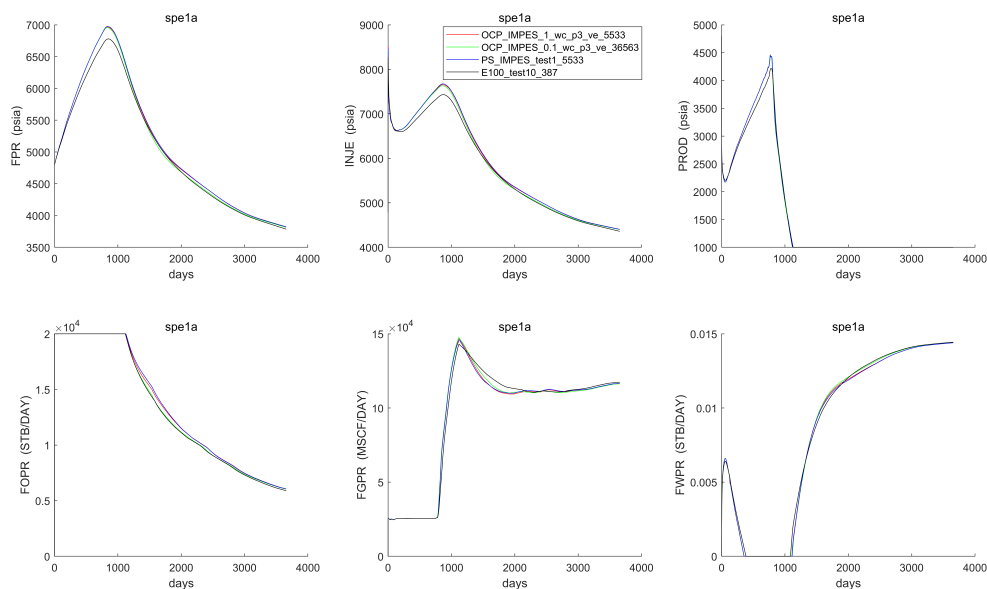 spe1a
FPR (psia)
7000
6500
6000
5500
5000
4500
4000
3500
0 1000 2000 3000 4000
days
spe1a
INJE (psia)
9000
8000
7000
6000
5000
4000
0 1000 2000 3000 4000
days
OCP_IMPES_1_wc_p3_ve_5533
OCP_IMPES_0.1_wc_p3_ve_36563
PS_IMPES_test1_5533
E100_test10_387
spe1a
PROD (psia)
5000
4500
4000
3500
3000
2500
2000
1500
1000
0 1000 2000 3000 4000
days
spe1a
×10⁴
FOPR (STB/DAY)
2
1.5
1
0.5
0
0 1000 2000 3000 4000
days
spe1a
×10⁴
FGPR (MSCF/DAY)
15
10
5
0
0 1000 2000 3000 4000
days
spe1a
FWPR (STB/DAY)
0.015
0.01
0.005
0
0 1000 2000 3000 4000
days